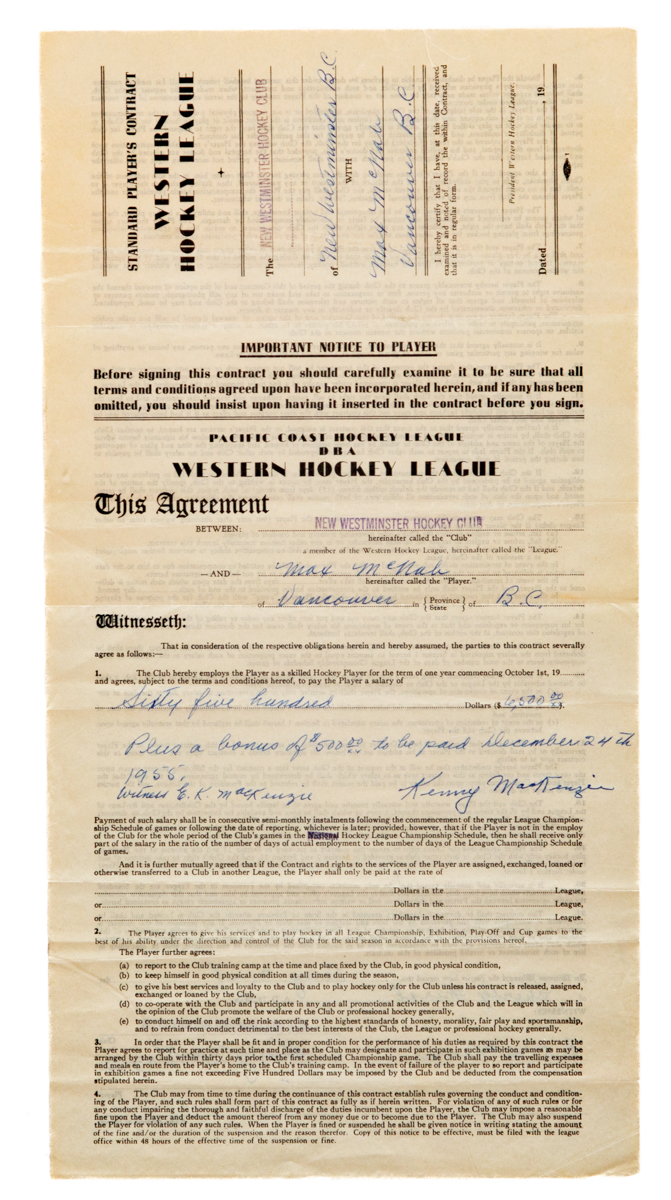 STANDARD PLAYER'S CONTRACT
WESTERN
HOCKEY LEAGUE
The NEW WESTMINSTER HOCKEY CLUB
of New Westminster B.C.
WITH
Max McNab
Vancouver B.C
I hereby certify that I have, at this date, received
examined and noted of record the within Contract, and
that it is in regular form.
President Western Hockey League.
Dated , 19
IMPORTANT NOTICE TO PLAYER
Before signing this contract you should carefully examine it to be sure that all
terms and conditions agreed upon have been incorporated herein, and if any has been
omitted, you should insist upon having it inserted in the contract before you sign.
PACIFIC COAST HOCKEY LEAGUE
DBA
WESTERN HOCKEY LEAGUE
This Agreement
BETWEEN: NEW WESTMINSTER HOCKEY CLUB
hereinafter called the "Club"
a member of the Western Hockey League, hereinafter called the "League."
—AND— Max McNab
hereinafter called the "Player."
of Vancouver in { Province State } of B.C.
Witnesseth:
That in consideration of the respective obligations herein and hereby assumed, the parties to this contract severally
agree as follows:—
1. The Club hereby employs the Player as a skilled Hockey Player for the term of one year commencing October 1st, 19
and agrees, subject to the terms and conditions hereof, to pay the Player a salary of
Sixty five hundred Dollars ($6,500 00).
Plus a bonus of $500 00 to be paid December 24th
1955.
Witness E. K. MacKenzie Kenny MacKenzie
Payment of such salary shall be in consecutive semi-monthly instalments following the commencement of the regular League Champion-
ship Schedule of games or following the date of reporting, whichever is later; provided, however, that if the Player is not in the employ
of the Club for the whole period of the Club's games in the National Hockey League Championship Schedule, then he shall receive only
part of the salary in the ratio of the number of days of actual employment to the number of days of the League Championship Schedule
of games.
And it is further mutually agreed that if the Contract and rights to the services of the Player are assigned, exchanged, loaned or
otherwise transferred to a Club in another League, the Player shall only be paid at the rate of
Dollars in the League,
or Dollars in the League,
or Dollars in the League.
2. The Player agrees to give his services and to play hockey in all League Championship, Exhibition, Play-Off and Cup games to the
best of his ability under the direction and control of the Club for the said season in accordance with the provisions hereof.
The Player further agrees:
(a) to report to the Club training camp at the time and place fixed by the Club, in good physical condition,
(b) to keep himself in good physical condition at all times during the season,
(c) to give his best services and loyalty to the Club and to play hockey only for the Club unless his contract is released, assigned,
exchanged or loaned by the Club,
(d) to co-operate with the Club and participate in any and all promotional activities of the Club and the League which will in
the opinion of the Club promote the welfare of the Club or professional hockey generally,
(e) to conduct himself on and off the rink according to the highest standards of honesty, morality, fair play and sportsmanship,
and to refrain from conduct detrimental to the best interests of the Club, the League or professional hockey generally.
3. In order that the Player shall be fit and in proper condition for the performance of his duties as required by this contract the
Player agrees to report for practice at such time and place as the Club may designate and participate in such exhibition games as may be
arranged by the Club within thirty days prior to the first scheduled Championship game. The Club shall pay the travelling expenses
and meals en route from the Player's home to the Club's training camp. In the event of failure of the player to so report and participate
in exhibition games a fine not exceeding Five Hundred Dollars may be imposed by the Club and be deducted from the compensation
stipulated herein.
4. The Club may from time to time during the continuance of this contract establish rules governing the conduct and condition-
ing of the Player, and such rules shall form part of this contract as fully as if herein written. For violation of any such rules or for
any conduct impairing the thorough and faithful discharge of the duties incumbent upon the Player, the Club may impose a reasonable
fine upon the Player and deduct the amount thereof from any money due or to become due to the Player. The Club may also suspend
the Player for violation of any such rules. When the Player is fined or suspended he shall be given notice in writing stating the amount
of the fine and/or the duration of the suspension and the reason therefor. Copy of this notice to be effective, must be filed with the league
office within 48 hours of the effective time of the suspension or fine.